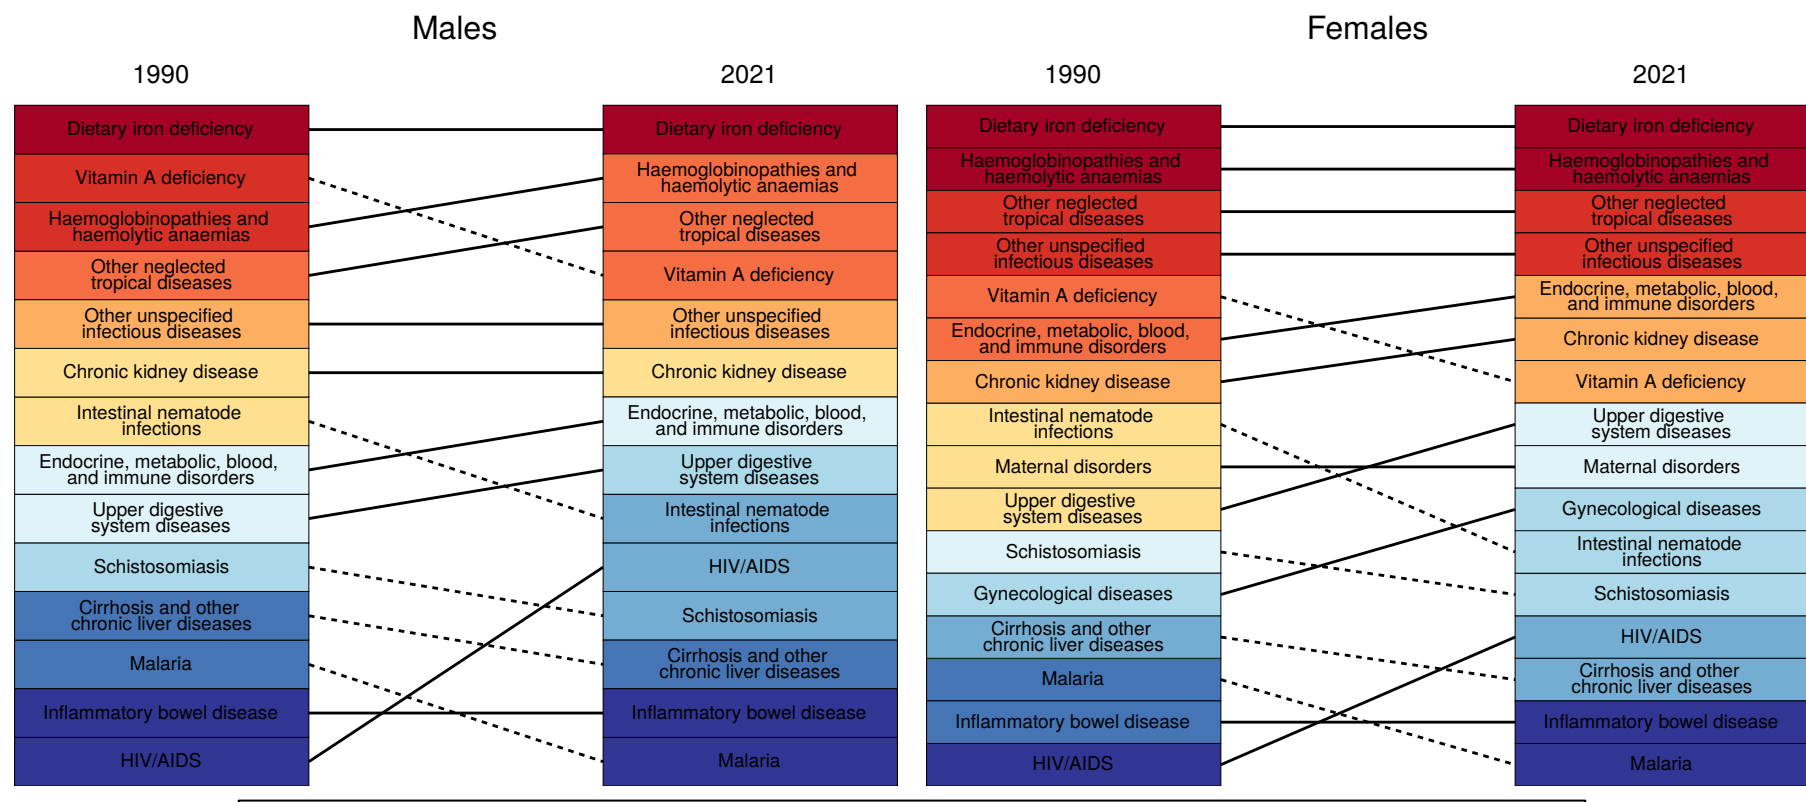 Males
1990
Dietary iron deficiency
Vitamin A deficiency
Haemoglobinopathies and
haemolytic anaemias
Other neglected
tropical diseases
Other unspecified
infectious diseases
Chronic kidney disease
Intestinal nematode
infections
Endocrine, metabolic, blood,
and immune disorders
Upper digestive
system diseases
Schistosomiasis
Cirrhosis and other
chronic liver diseases
Malaria
Inflammatory bowel disease
HIV/AIDS
2021
Dietary iron deficiency
Haemoglobinopathies and
haemolytic anaemias
Other neglected
tropical diseases
Vitamin A deficiency
Other unspecified
infectious diseases
Chronic kidney disease
Endocrine, metabolic, blood,
and immune disorders
Upper digestive
system diseases
Intestinal nematode
infections
HIV/AIDS
Schistosomiasis
Cirrhosis and other
chronic liver diseases
Inflammatory bowel disease
Malaria
Females
1990
Dietary iron deficiency
Haemoglobinopathies and
haemolytic anaemias
Other neglected
tropical diseases
Other unspecified
infectious diseases
Vitamin A deficiency
Endocrine, metabolic, blood,
and immune disorders
Chronic kidney disease
Intestinal nematode
infections
Maternal disorders
Upper digestive
system diseases
Schistosomiasis
Gynecological diseases
Cirrhosis and other
chronic liver diseases
Malaria
Inflammatory bowel disease
HIV/AIDS
2021
Dietary iron deficiency
Haemoglobinopathies and
haemolytic anaemias
Other neglected
tropical diseases
Other unspecified
infectious diseases
Endocrine, metabolic, blood,
and immune disorders
Chronic kidney disease
Vitamin A deficiency
Upper digestive
system diseases
Maternal disorders
Gynecological diseases
Intestinal nematode
infections
Schistosomiasis
HIV/AIDS
Cirrhosis and other
chronic liver diseases
Inflammatory bowel disease
Malaria